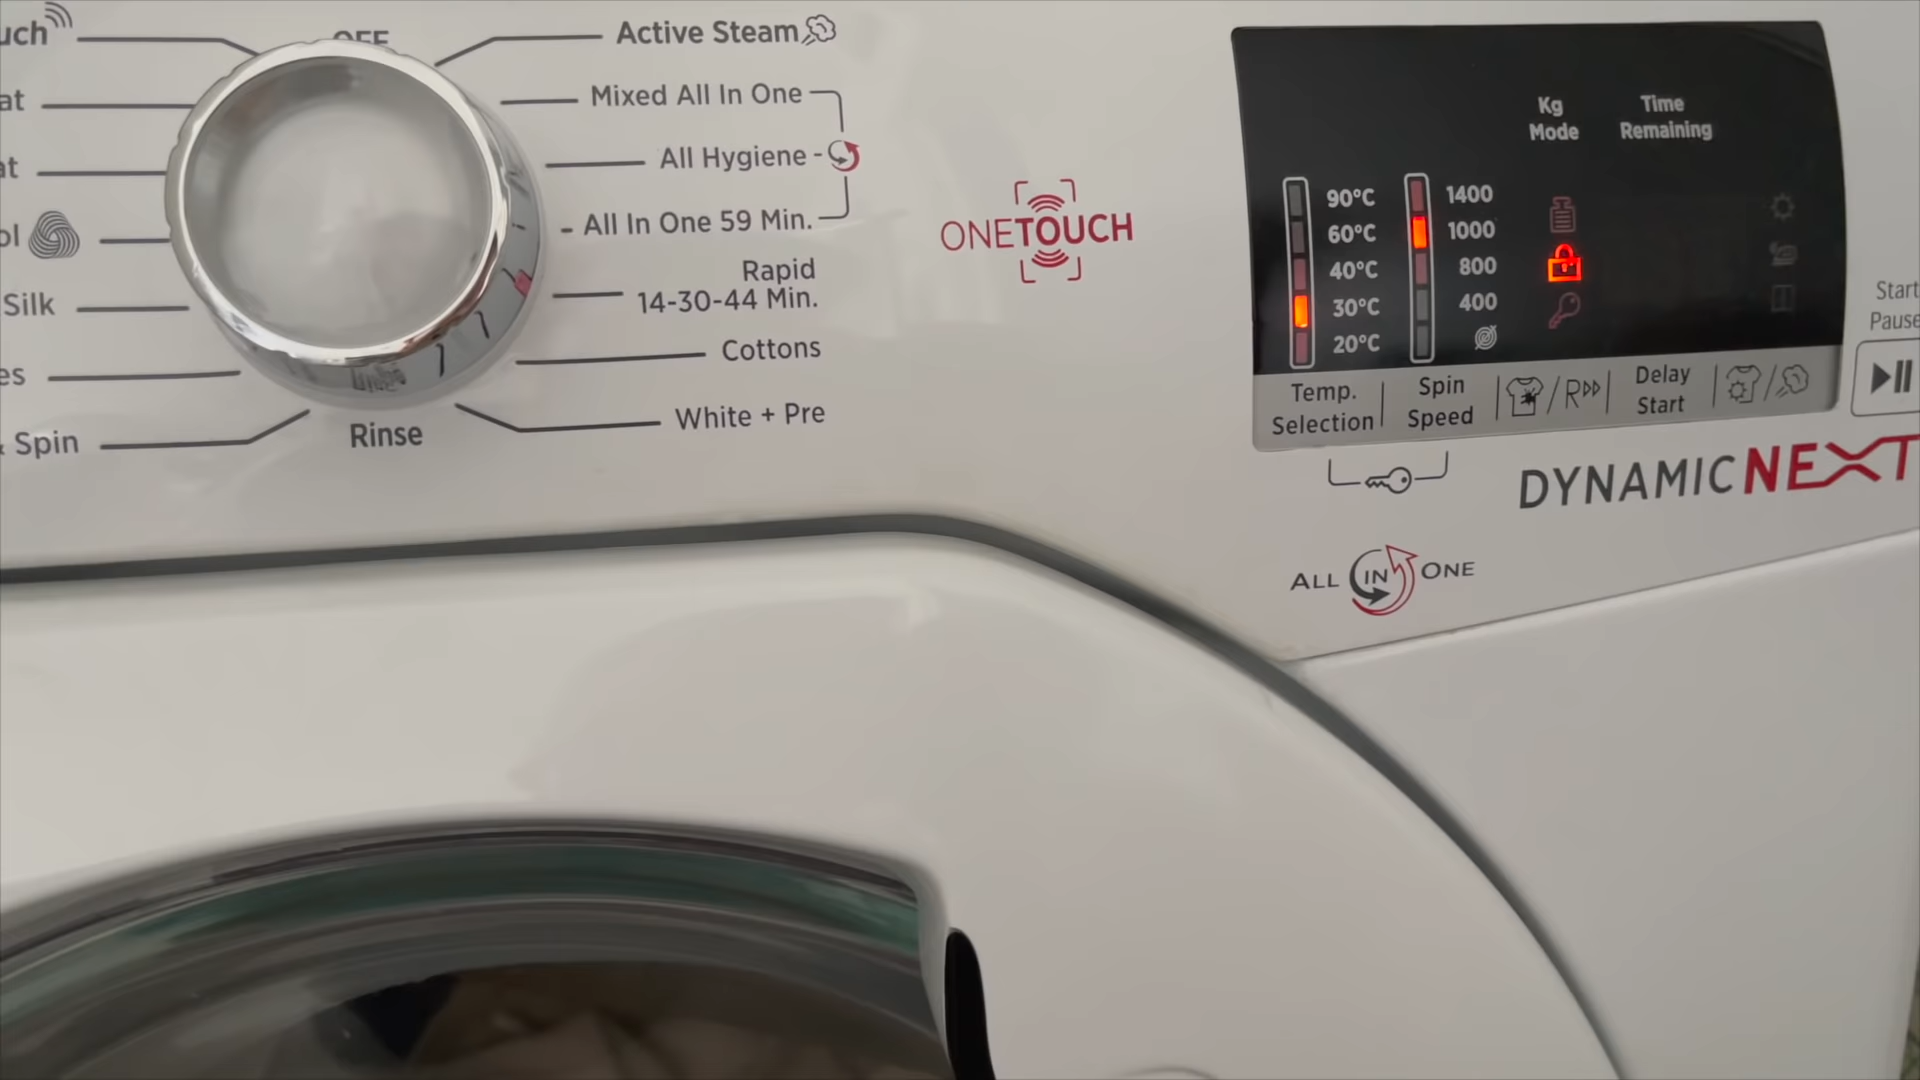 OFF
Active Steam
Mixed All In One
All Hygiene -
- All In One 59 Min.
Rapid
14-30-44 Min.
Cottons
White + Pre
Rinse
Spin
Silk
ONETOUCH
Kg
Mode
Time
Remaining
90°C
60°C
40°C
30°C
20°C
1400
1000
800
400
Temp.
Selection
Spin
Speed
/R
Delay
Start
Start
Pause
DYNAMICNEXT
ALL IN ONE